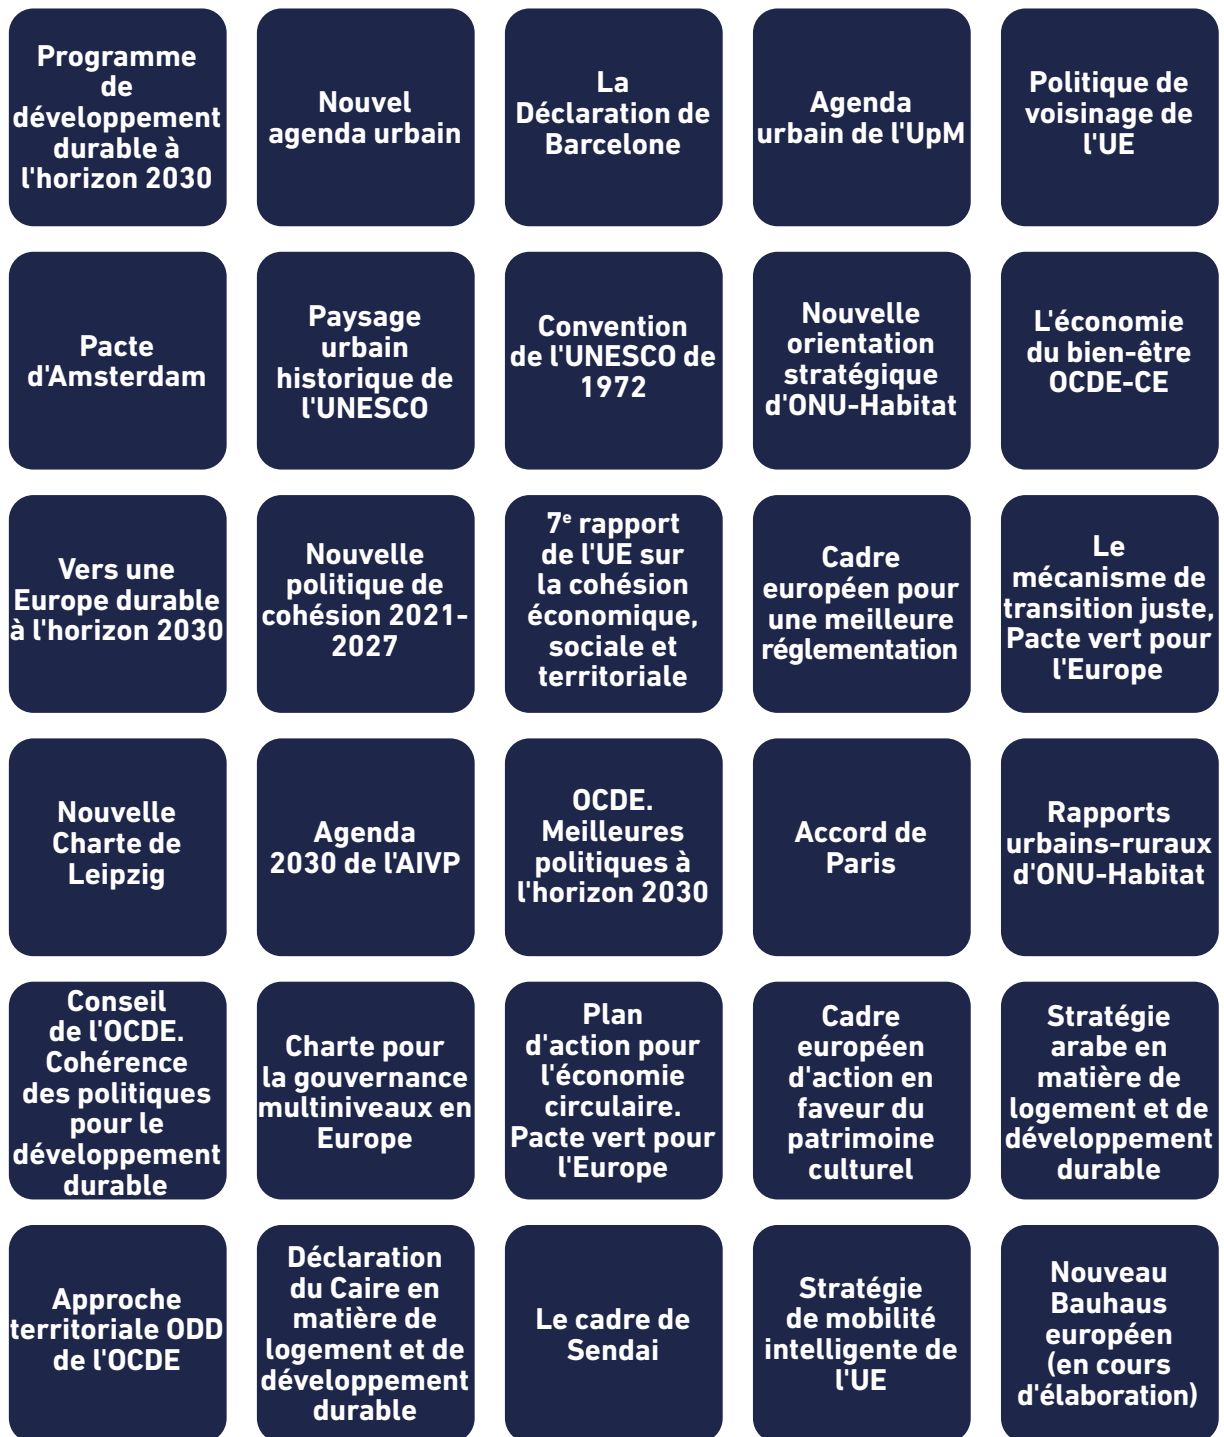 Programme
de
développement
durable à
l'horizon 2030
Nouvel
agenda urbain
La
Déclaration de
Barcelone
Agenda
urbain de l'UpM
Politique de
voisinage de
l'UE
Pacte
d'Amsterdam
Paysage
urbain
historique de
l'UNESCO
Convention
de l'UNESCO de
1972
Nouvelle
orientation
stratégique
d'ONU-Habitat
L'économie
du bien-être
OCDE-CE
Vers une
Europe durable
à l'horizon 2030
Nouvelle
politique de
cohésion 2021-
2027
7e rapport
de l'UE sur
la cohésion
économique,
sociale et
territoriale
Cadre
européen pour
une meilleure
réglementation
Le
mécanisme de
transition juste,
Pacte vert pour
l'Europe
Nouvelle
Charte de
Leipzig
Agenda
2030 de l'AIVP
OCDE.
Meilleures
politiques à
l'horizon 2030
Accord de
Paris
Rapports
urbains-ruraux
d'ONU-Habitat
Conseil
de l'OCDE.
Cohérence
des politiques
pour le
développement
durable
Charte pour
la gouvernance
multiniveaux en
Europe
Plan
d'action pour
l'économie
circulaire.
Pacte vert pour
l'Europe
Cadre
européen
d'action en
faveur du
patrimoine
culturel
Stratégie
arabe en
matière de
logement et de
développement
durable
Approche
territoriale ODD
de l'OCDE
Déclaration
du Caire en
matière de
logement et de
développement
durable
Le cadre de
Sendai
Stratégie
de mobilité
intelligente de
l'UE
Nouveau
Bauhaus
européen
(en cours
d'élaboration)